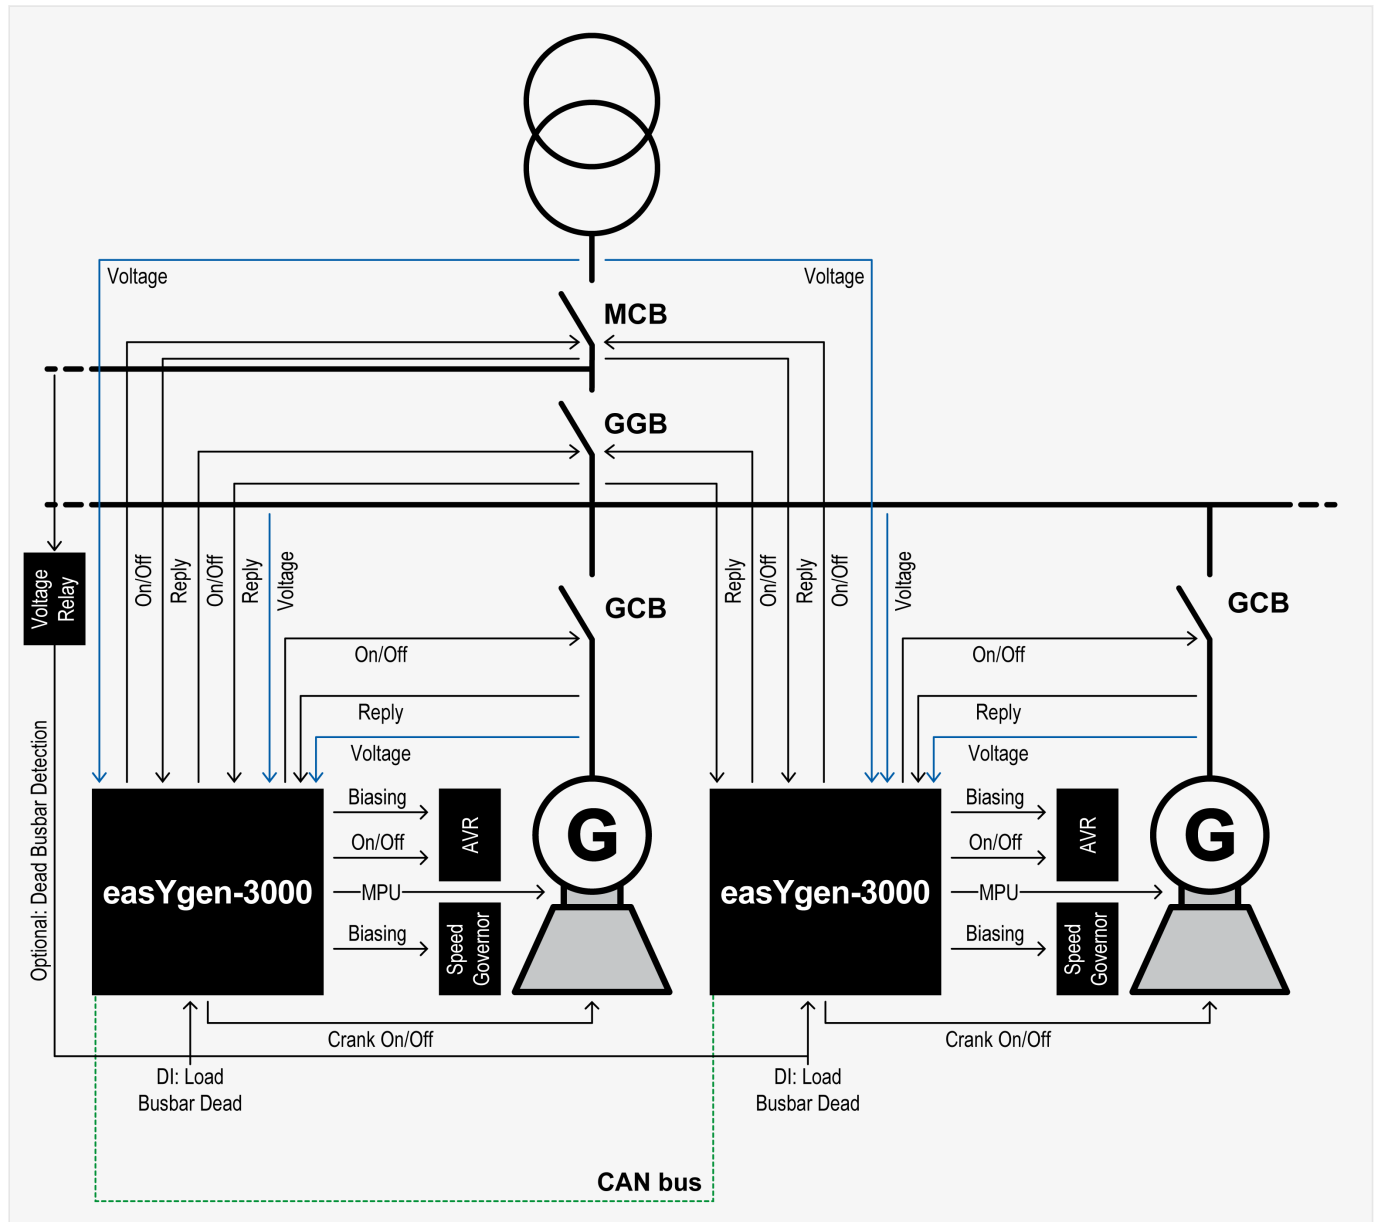 Voltage
Voltage
MCB
GGB
Voltage
Relay
On/Off
Reply
On/Off
Reply
Voltage
Reply
On/Off
Reply
On/Off
Voltage
GCB
GCB
On/Off
On/Off
Reply
Reply
Voltage
Voltage
Optional: Dead Busbar Detection
easYgen-3000
Biasing
On/Off
MPU
Biasing
AVR
Speed
Governor
G
easYgen-3000
Biasing
On/Off
MPU
Biasing
AVR
Speed
Governor
G
Crank On/Off
Crank On/Off
DI: Load
Busbar Dead
DI: Load
Busbar Dead
CAN bus